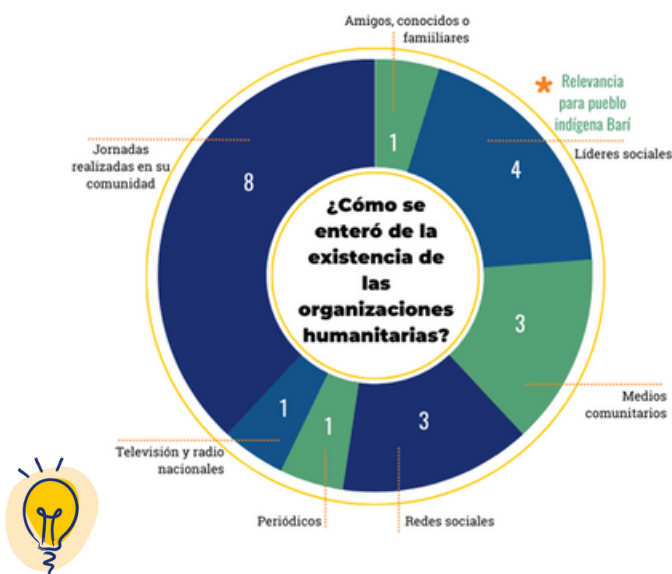 Amigos, conocidos o
famiiliares
1
* Relevancia
para pueblo
indígena Barí
Líderes sociales
4
Jornadas
realizadas en su
comunidad
8
¿Cómo se
enteró de la
existencia de
las
organizaciones
humanitarias?
3
Medios
comunitarios
1
Televisión y radio
nacionales
1
Periódicos
3
Redes sociales